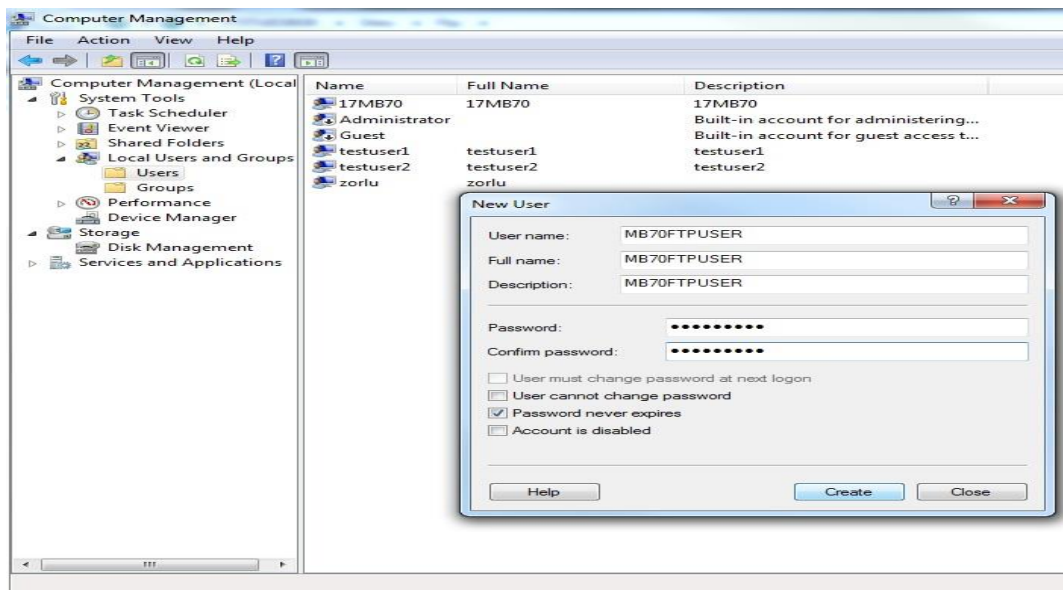 Computer Management
File Action View Help
Computer Management (Local
System Tools
Task Scheduler
Event Viewer
Shared Folders
Local Users and Groups
Users
Groups
Performance
Device Manager
Storage
Disk Management
Services and Applications
Name Full Name Description
17MB70 17MB70 17MB70
Administrator Built-in account for administering...
Guest Built-in account for guest access t...
testuser1 testuser1 testuser1
testuser2 testuser2 testuser2
zorlu zorlu
New User
User name: MB70FTPUSER
Full name: MB70FTPUSER
Description: MB70FTPUSER
Password: •••••••••
Confirm password: •••••••••
User must change password at next logon
User cannot change password
Password never expires
Account is disabled
Help Create Close